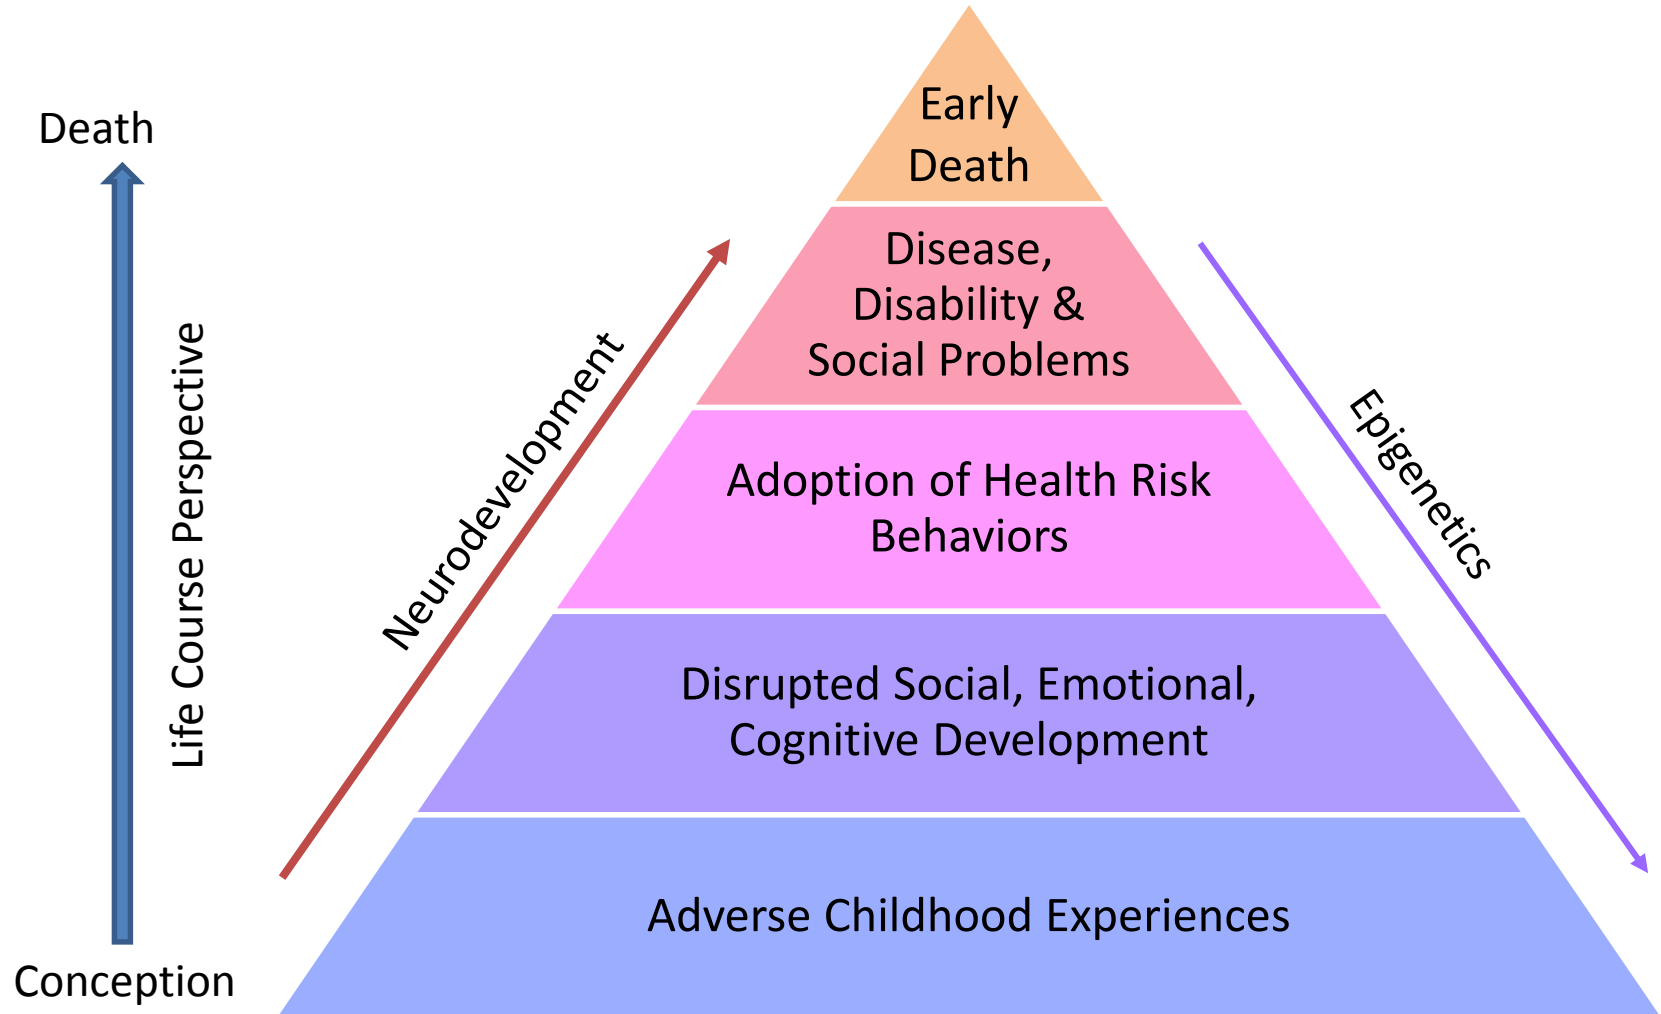 Death
Life Course Perspective
Conception
Neurodevelopment
Early
Death
Disease,
Disability &
Social Problems
Adoption of Health Risk
Behaviors
Disrupted Social, Emotional,
Cognitive Development
Adverse Childhood Experiences
Epigenetics